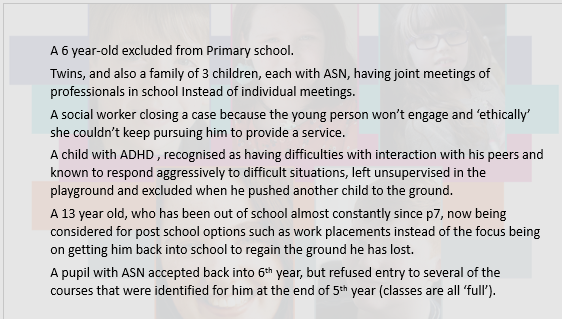 A 6 year-old excluded from Primary school.
Twins, and also a family of 3 children, each with ASN, having joint meetings of
professionals in school Instead of individual meetings.
A social worker closing a case because the young person won’t engage and ‘ethically’
she couldn’t keep pursuing him to provide a service.
A child with ADHD , recognised as having difficulties with interaction with his peers and
known to respond aggressively to difficult situations, left unsupervised in the
playground and excluded when he pushed another child to the ground.
A 13 year old, who has been out of school almost constantly since p7, now being
considered for post school options such as work placements instead of the focus being
on getting him back into school to regain the ground he has lost.
A pupil with ASN accepted back into 6th year, but refused entry to several of the
courses that were identified for him at the end of 5th year (classes are all ‘full’).